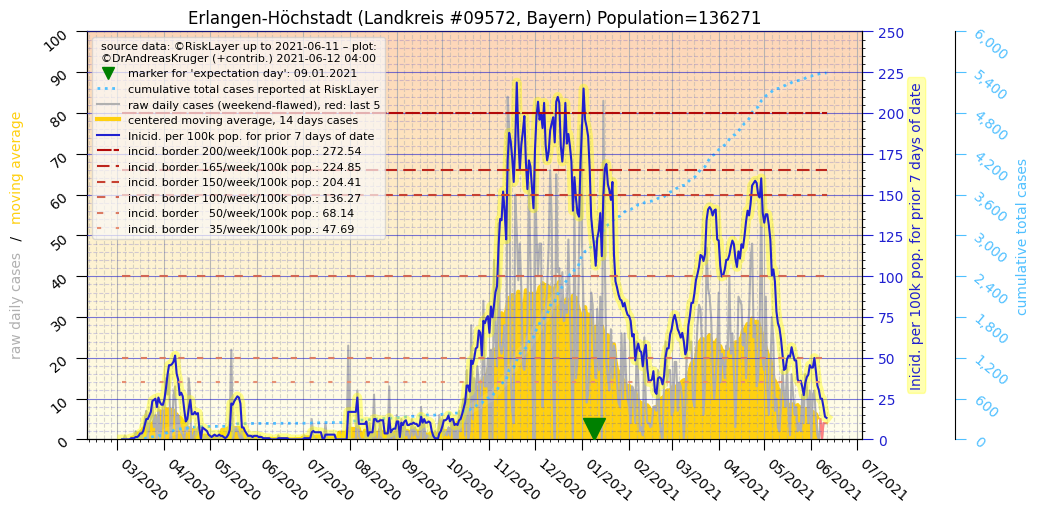 Erlangen-Höchstadt (Landkreis #09572, Bayern) Population=136271
source data: ©RiskLayer up to 2021-06-11 – plot:
©DrAndreasKruger (+contrib.) 2021-06-12 04:00
marker for 'expectation day': 09.01.2021
cumulative total cases reported at RiskLayer
raw daily cases (weekend-flawed), red: last 5
centered moving average, 14 days cases
Inicid. per 100k pop. for prior 7 days of date
incid. border 200/week/100k pop.: 272.54
incid. border 165/week/100k pop.: 224.85
incid. border 150/week/100k pop.: 204.41
incid. border 100/week/100k pop.: 136.27
incid. border   50/week/100k pop.: 68.14
incid. border   35/week/100k pop.: 47.69
raw daily cases / moving average
100
90
80
70
60
50
40
30
20
10
0
03/2020
04/2020
05/2020
06/2020
07/2020
08/2020
09/2020
10/2020
11/2020
12/2020
01/2021
02/2021
03/2021
04/2021
05/2021
06/2021
07/2021
250
225
200
175
150
125
100
75
50
25
0
Inicid. per 100k pop. for prior 7 days of date
6,000
5,400
4,800
4,200
3,600
3,000
2,400
1,800
1,200
600
0
cumulative total cases